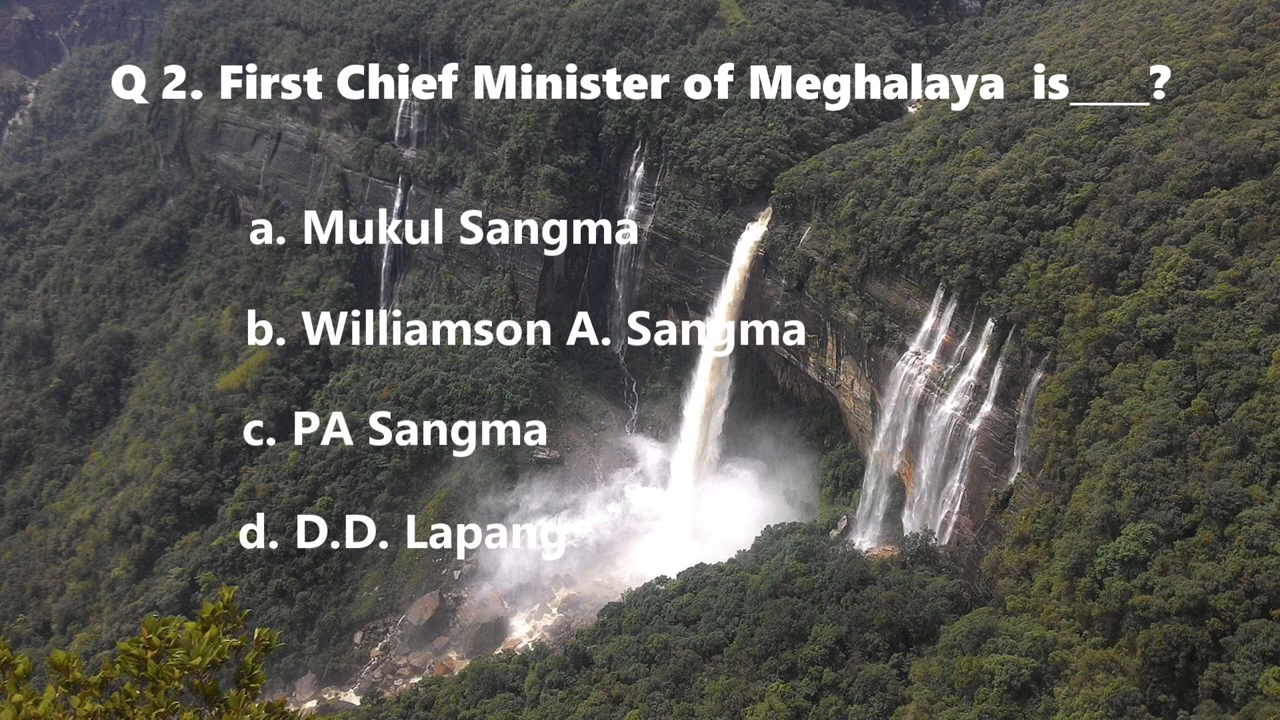 Q 2. First Chief Minister of Meghalaya is____?
a. Mukul Sangma
b. Williamson A. Sangma
c. PA Sangma
d. D.D. Lapang